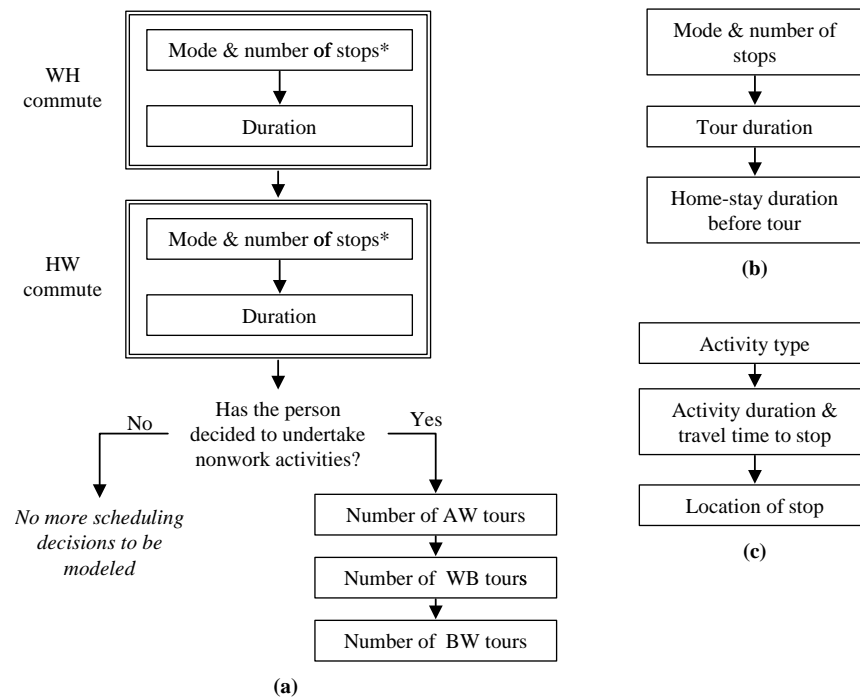 WH
commute
Mode & number of stops*
Duration
HW
commute
Mode & number of stops*
Duration
Has the person
decided to undertake
nonwork activities?
No
Yes
No more scheduling
decisions to be
modeled
Number of AW tours
Number of WB tours
Number of BW tours
(a)
Mode & number of
stops
Tour duration
Home-stay duration
before tour
(b)
Activity type
Activity duration &
travel time to stop
Location of stop
(c)